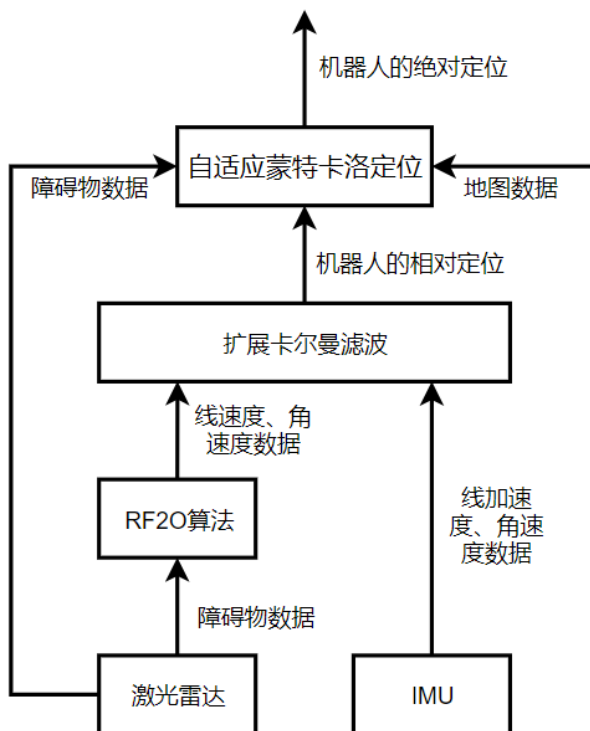 机器人的绝对定位
自适应蒙特卡洛定位
障碍物数据
地图数据
机器人的相对定位
扩展卡尔曼滤波
线速度、角
速度数据
线加速
度、角速
度数据
RF2O算法
障碍物数据
激光雷达
IMU